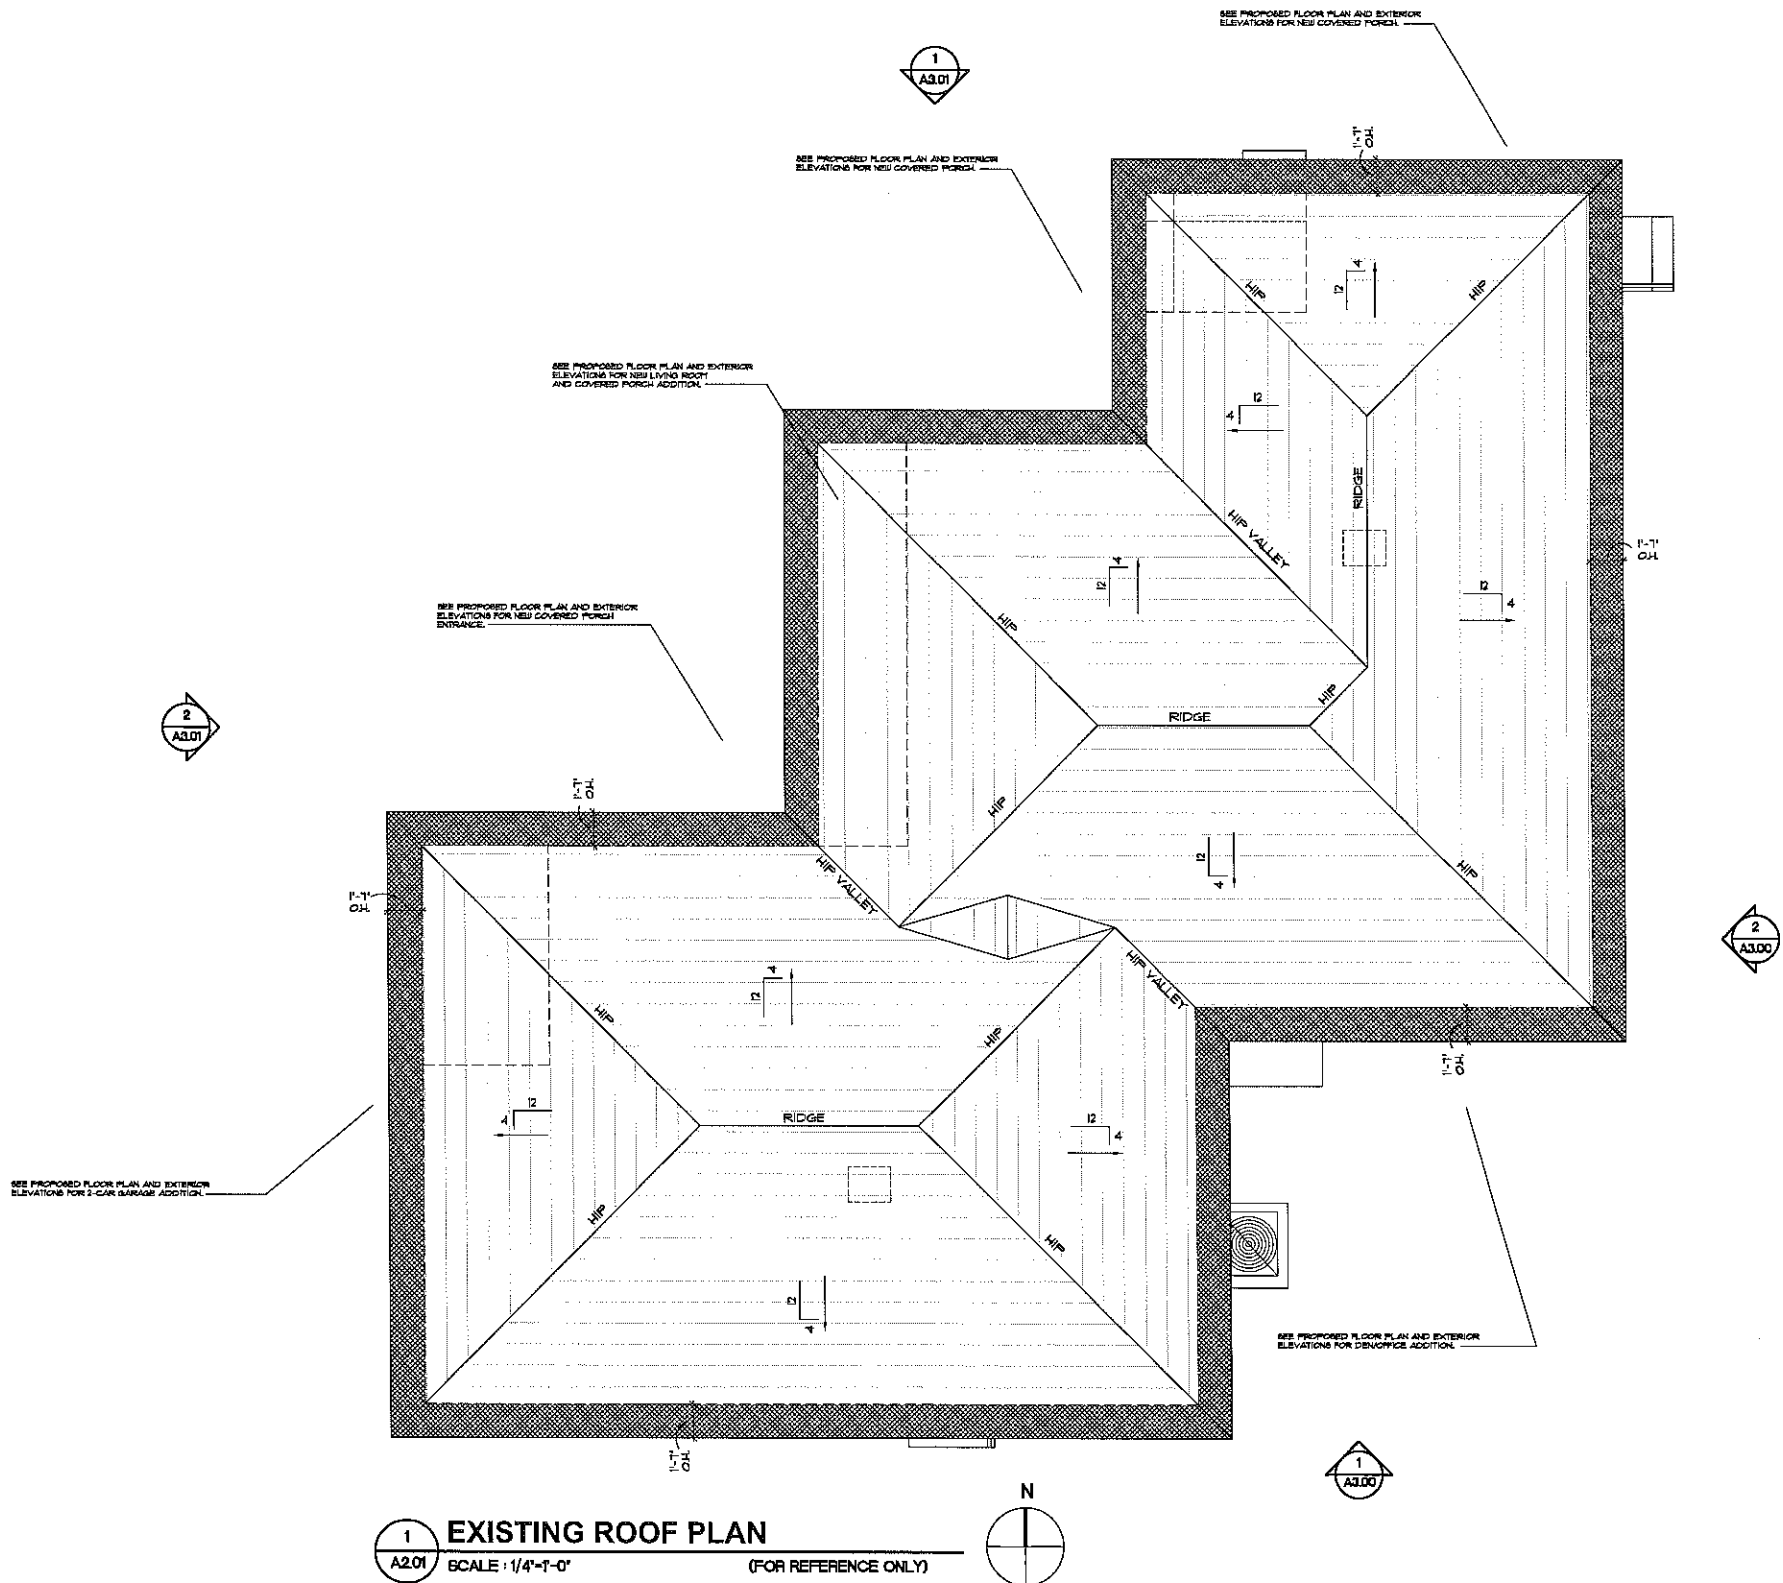 SEE PROPOSED FLOOR PLAN AND EXTERIOR
ELEVATIONS FOR NEW COVERED PORCH.
1
A3.01
SEE PROPOSED FLOOR PLAN AND EXTERIOR
ELEVATIONS FOR NEW COVERED PORCH.
1'-7"
O.H.
HIP
4
12
HIP
SEE PROPOSED FLOOR PLAN AND EXTERIOR
ELEVATIONS FOR NEW LIVING ROOM
AND COVERED PORCH ADDITION.
12
4
RIDGE
HIP VALLEY
1'-7"
O.H.
4
12
12
4
SEE PROPOSED FLOOR PLAN AND EXTERIOR
ELEVATIONS FOR NEW COVERED PORCH
ENTRANCE.
HIP
HIP
RIDGE
2
A3.01
1'-7"
O.H.
HIP
12
4
HIP
HIP VALLEY
1'-7"
O.H.
2
A3.00
HIP VALLEY
4
12
HIP
HIP
1'-7"
O.H.
12
4
RIDGE
12
4
SEE PROPOSED FLOOR PLAN AND EXTERIOR
ELEVATIONS FOR 2-CAR GARAGE ADDITION.
HIP
HIP
12
4
SEE PROPOSED FLOOR PLAN AND EXTERIOR
ELEVATIONS FOR DEN/OFFICE ADDITION.
1'-7"
O.H.
1
A3.00
N
1
A2.01
EXISTING ROOF PLAN
SCALE : 1/4"=1'-0"
(FOR REFERENCE ONLY)